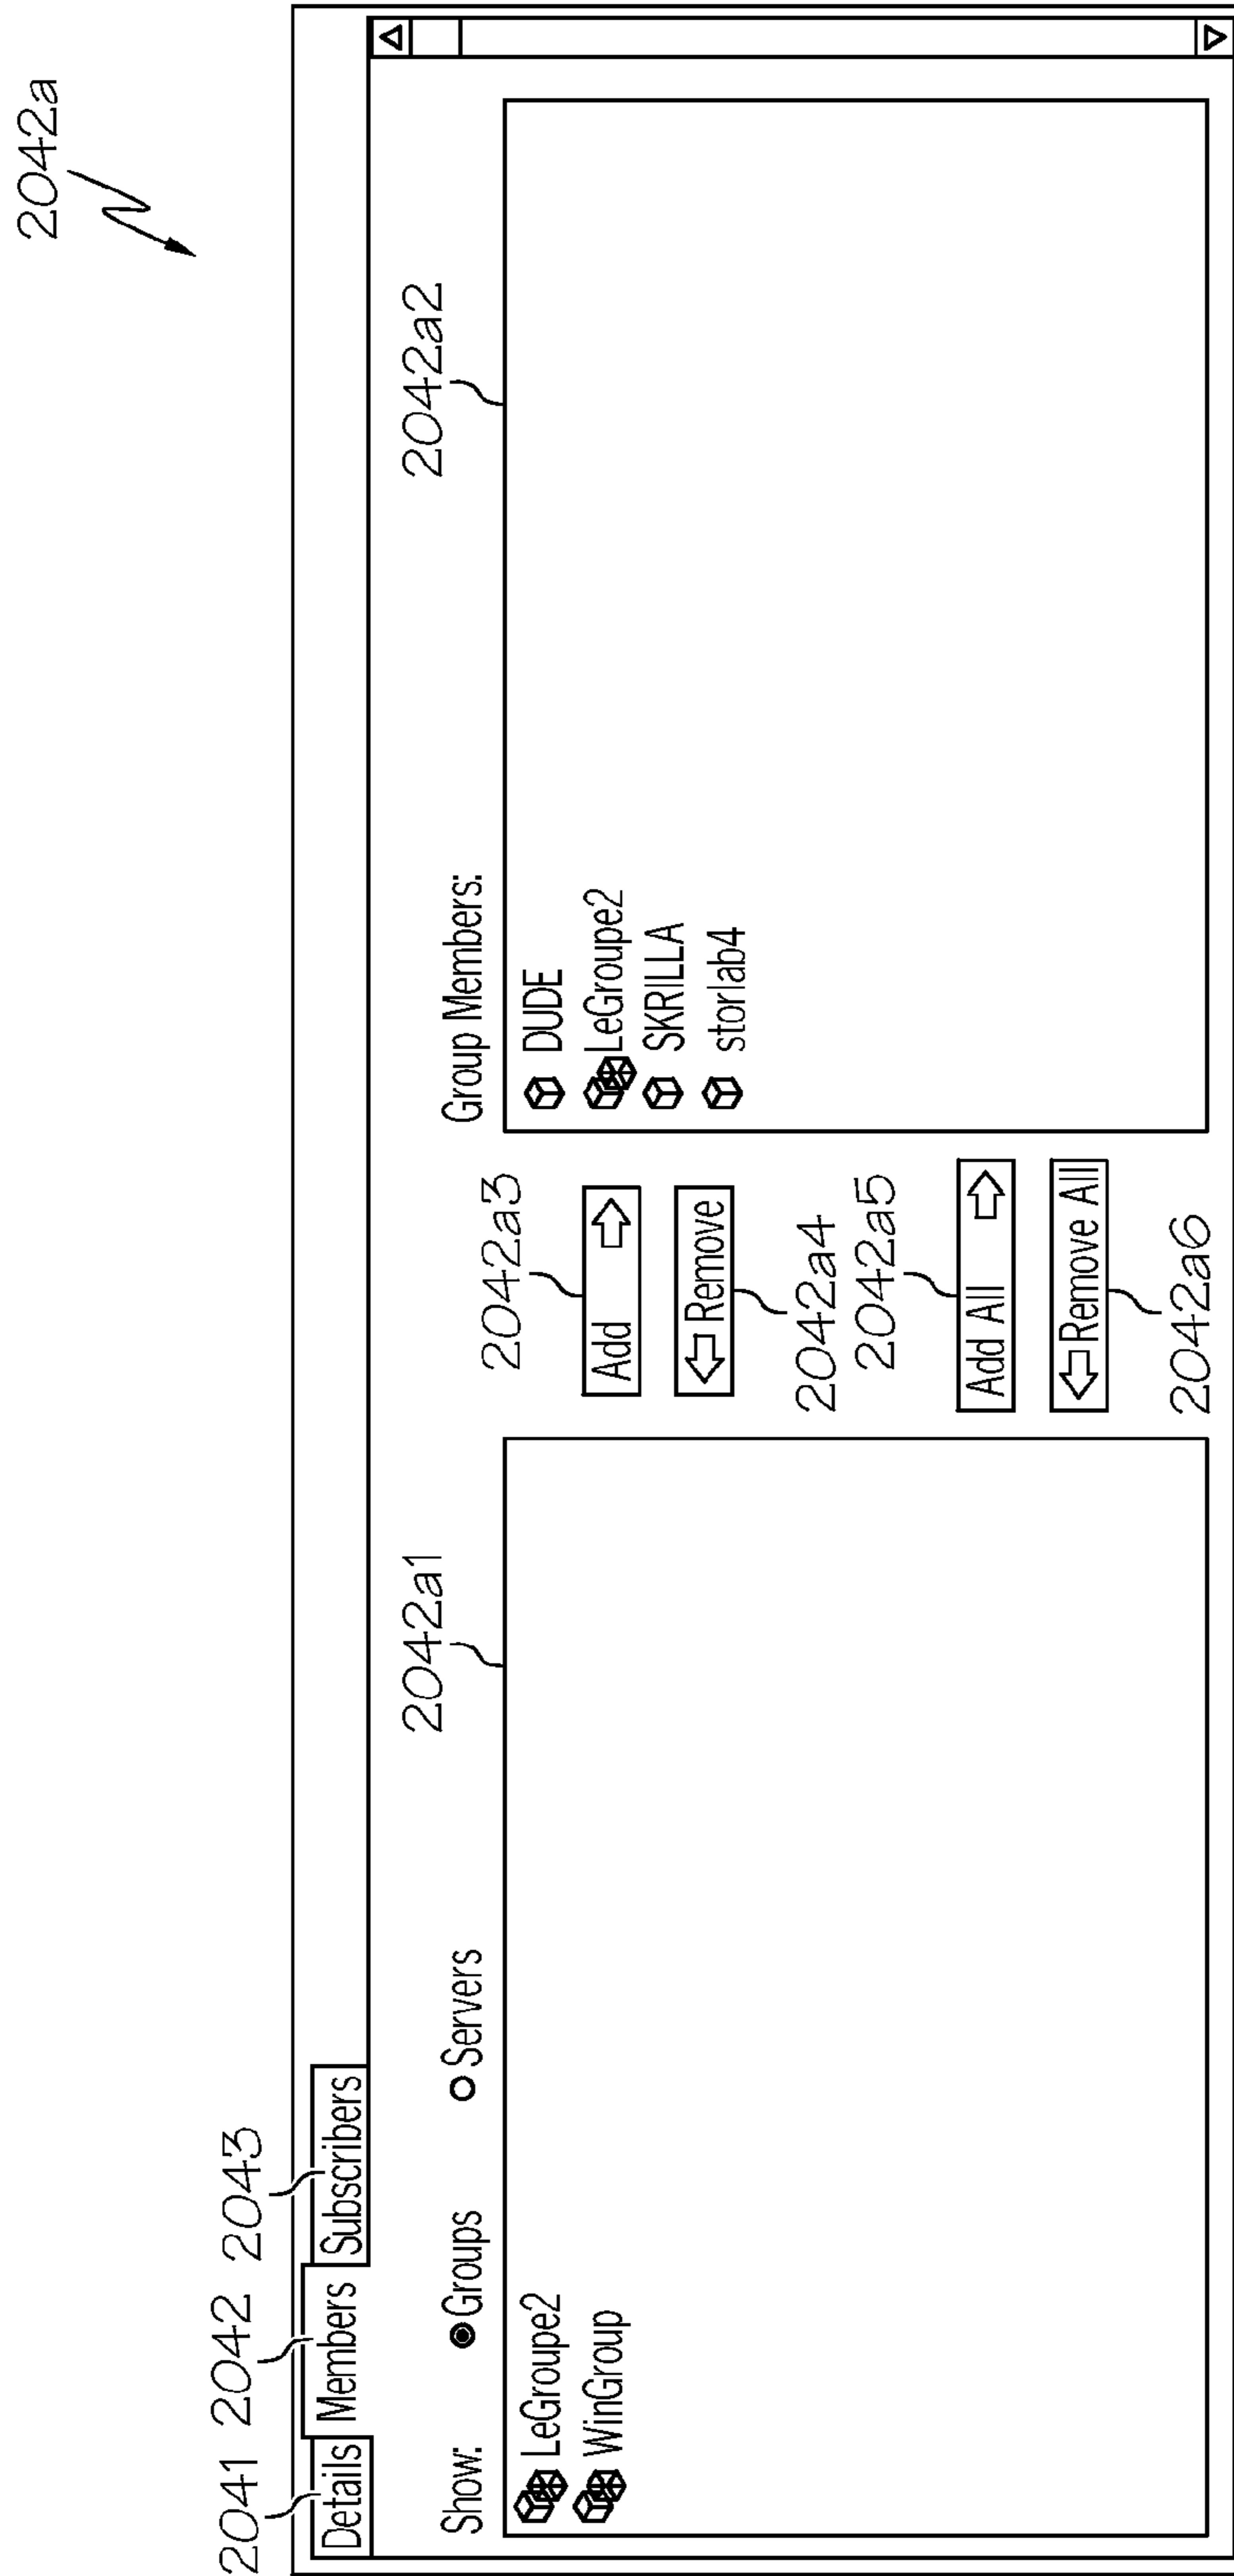 2042a
2041 2042 2043
Details Members Subscribers
Show: Groups Servers
2042a1
LeGroupe2
WinGroup
2042a3
Add
Remove
2042a4
2042a5
Add All
Remove All
2042a6
Group Members:
2042a2
DUDE
LeGroupe2
SKRILLA
storlab4